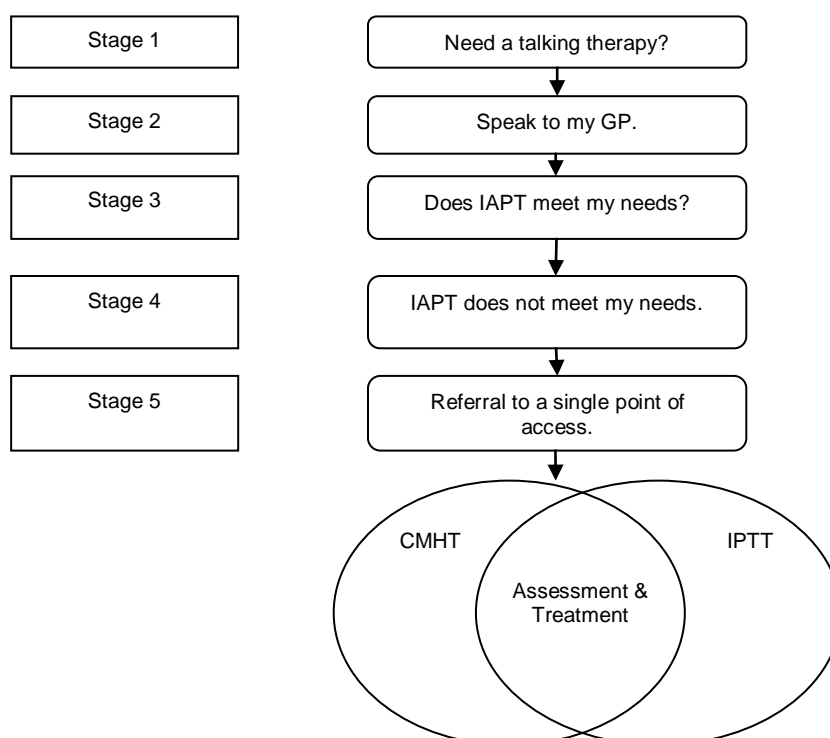 Stage 1
Need a talking therapy?
Stage 2
Speak to my GP.
Stage 3
Does IAPT meet my needs?
Stage 4
IAPT does not meet my needs.
Stage 5
Referral to a single point of
access.
CMHT
IPTT
Assessment &
Treatment